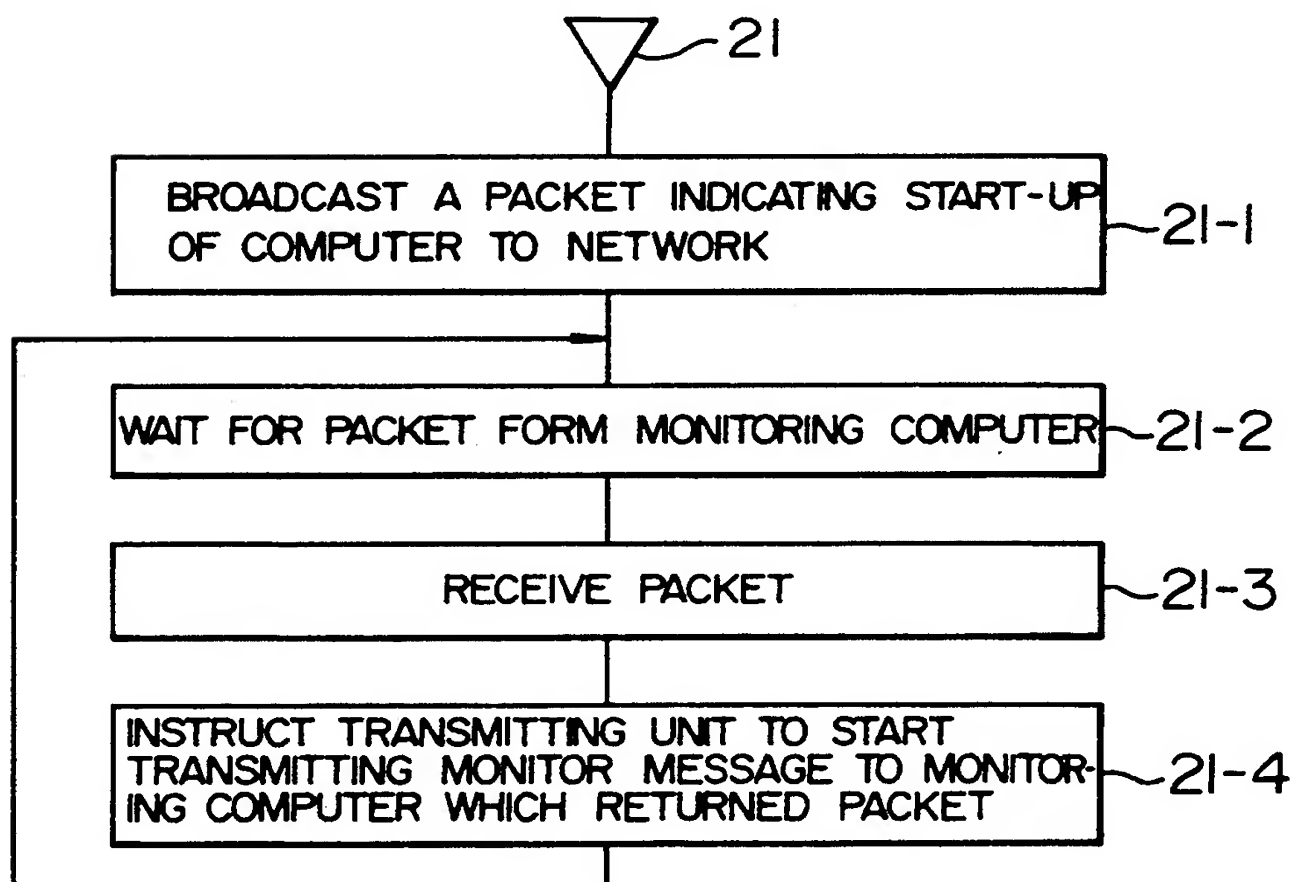 21
BROADCAST A PACKET INDICATING START-UP
OF COMPUTER TO NETWORK
21-1
WAIT FOR PACKET FORM MONITORING COMPUTER
21-2
RECEIVE PACKET
21-3
INSTRUCT TRANSMITTING UNIT TO START
TRANSMITTING MONITOR MESSAGE TO MONITOR-
ING COMPUTER WHICH RETURNED PACKET
21-4